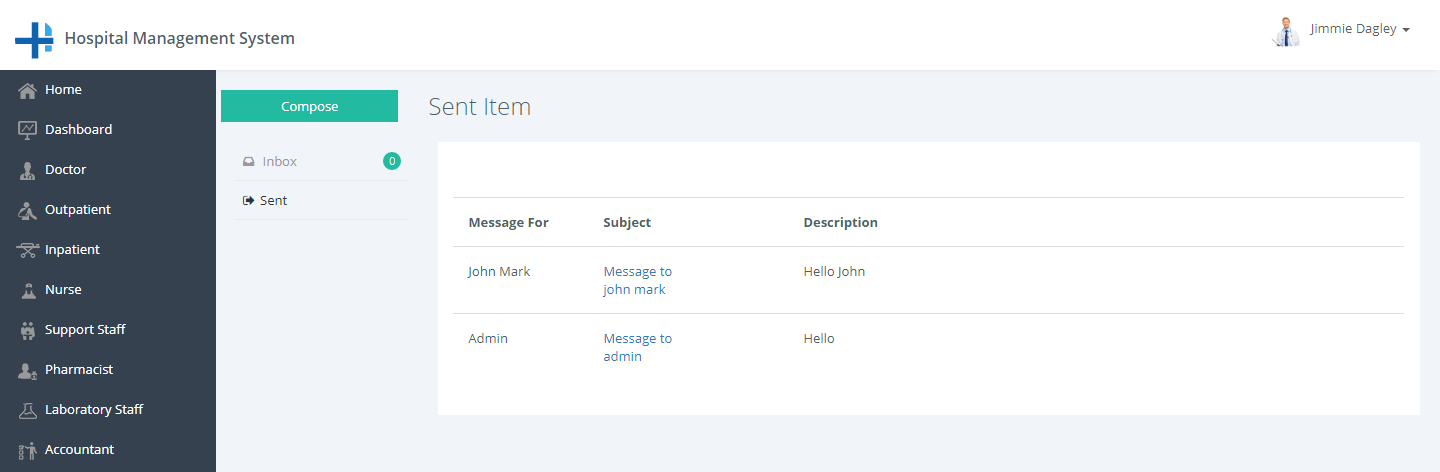 Hospital Management System
Jimmie Dagley
Home
Dashboard
Doctor
Outpatient
Inpatient
Nurse
Support Staff
Pharmacist
Laboratory Staff
Accountant
Compose
Inbox 0
Sent
Sent Item
Message For Subject Description
John Mark Message to Hello John
john mark
Admin Message to Hello
admin